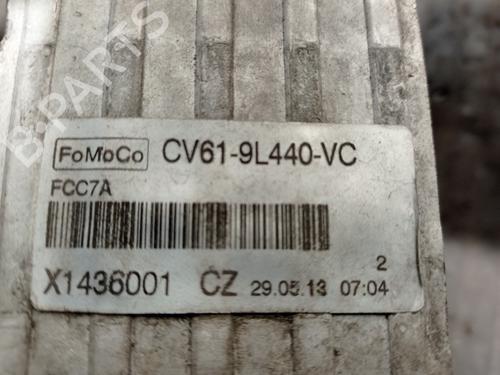 B.PARTS
FoMoCo CV61-9L440-VC
FCC7A
2
X1436001 CZ 29.05.13 07:04